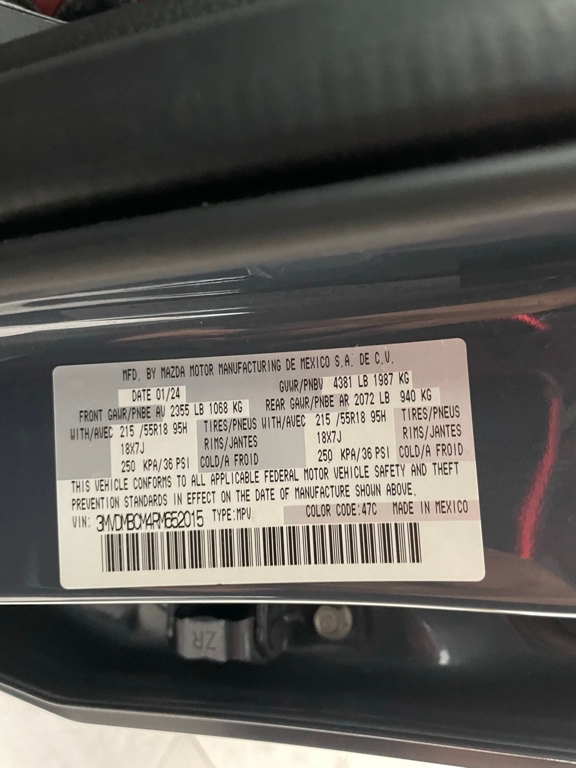 MFD. BY MAZDA MOTOR MANUFACTURING DE MEXICO S.A. DE C.V.
DATE 01/24 GVWR/PNBV 4381 LB 1987 KG
FRONT GAWR/PNBE AV 2355 LB 1068 KG REAR GAWR/PNBE AR 2072 LB 940 KG
WITH/AVEC 215 /55R18 95H TIRES/PNEUS WITH/AVEC 215 /55R18 95H TIRES/PNEUS
18X7J RIMS/JANTES 18X7J RIMS/JANTES
250 KPA/36 PSI COLD/A FROID 250 KPA/36 PSI COLD/A FROID
THIS VEHICLE CONFORMS TO ALL APPLICABLE FEDERAL MOTOR VEHICLE SAFETY AND THEFT
PREVENTION STANDARDS IN EFFECT ON THE DATE OF MANUFACTURE SHOWN ABOVE.
VIN: 3MVDMBCM4RM652015 TYPE:MPV COLOR CODE:47C MADE IN MEXICO
ZR